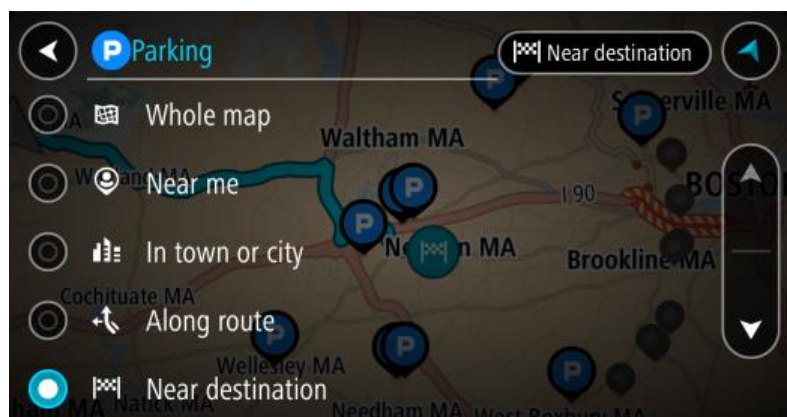 P Parking
Near destination
Whole map
Near me
In town or city
Along route
Near destination
Waltham MA
MA
I 90
Brookline MA
Cochituate MA
Wellesley MA
Natick MA
Needham MA
P
P
P
P
P
P
P